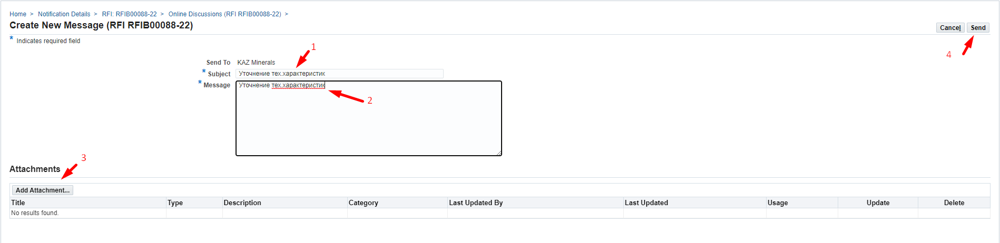 Home > Notification Details > RFI: RFIB00088-22 > Online Discussions (RFI RFIB00088-22) >
Create New Message (RFI RFIB00088-22)
Cancel Send
* Indicates required field
4
1
Send To KAZ Minerals
* Subject Уточнение тех.характеристик
* Message Уточнение тех.характеристик
2
3
Attachments
Add Attachment...
Title Type Description Category Last Updated By Last Updated Usage Update Delete
No results found.